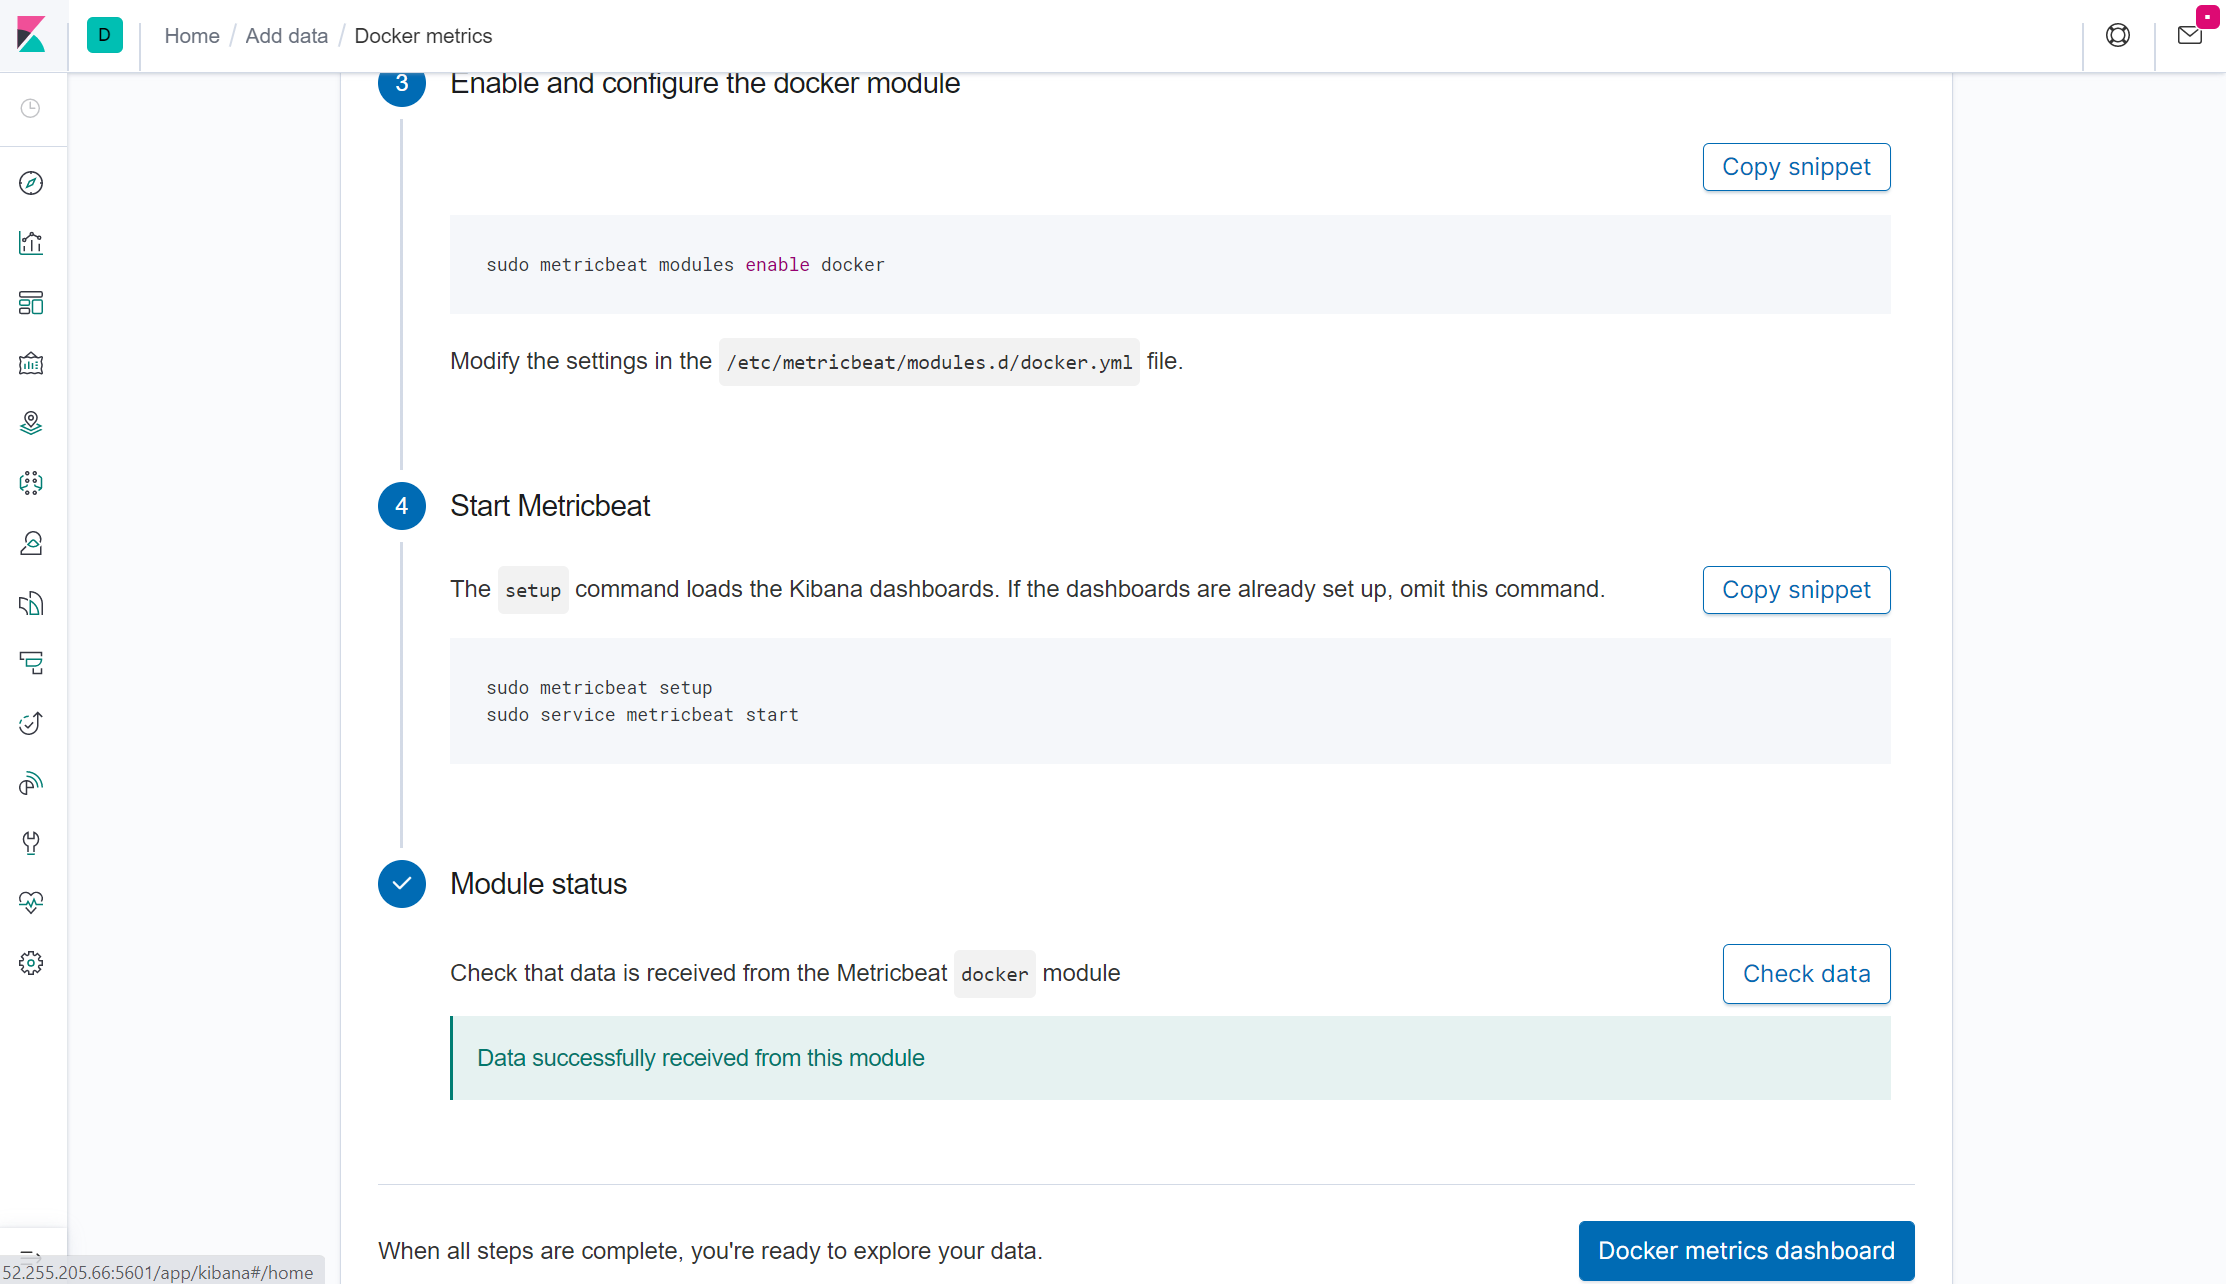 D
Home / Add data / Docker metrics
3
Enable and configure the docker module
Copy snippet
sudo metricbeat modules enable docker
Modify the settings in the /etc/metricbeat/modules.d/docker.yml file.
4
Start Metricbeat
The setup command loads the Kibana dashboards. If the dashboards are already set up, omit this command.
Copy snippet
sudo metricbeat setup
sudo service metricbeat start
Module status
Check that data is received from the Metricbeat docker module
Check data
Data successfully received from this module
When all steps are complete, you're ready to explore your data.
Docker metrics dashboard
52.255.205.66:5601/app/kibana#/home